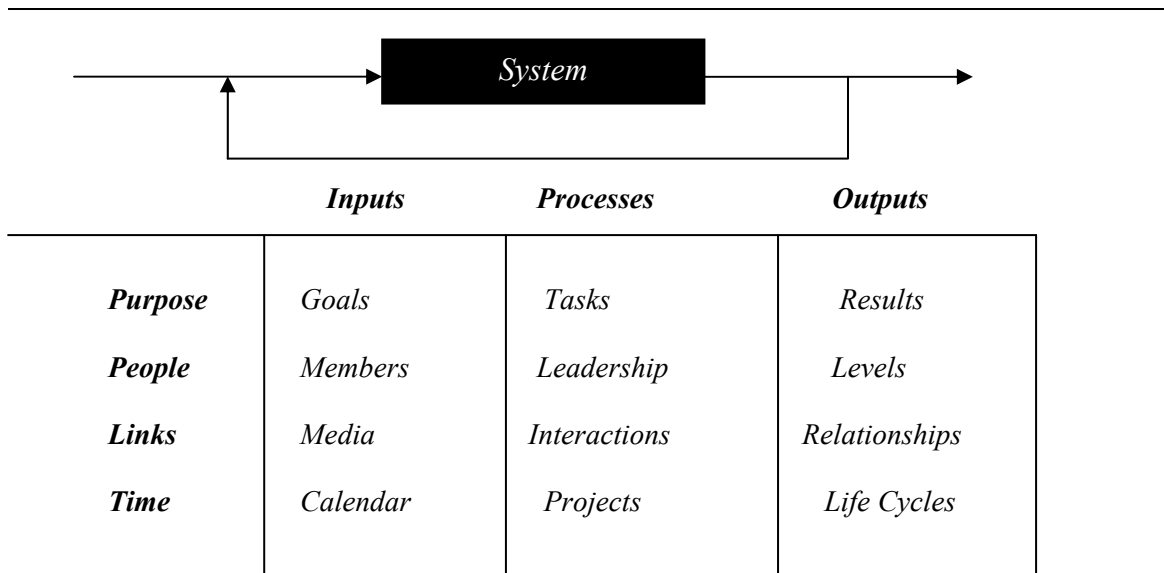 System
Inputs Processes Outputs
Purpose Goals Tasks Results
People Members Leadership Levels
Links Media Interactions Relationships
Time Calendar Projects Life Cycles